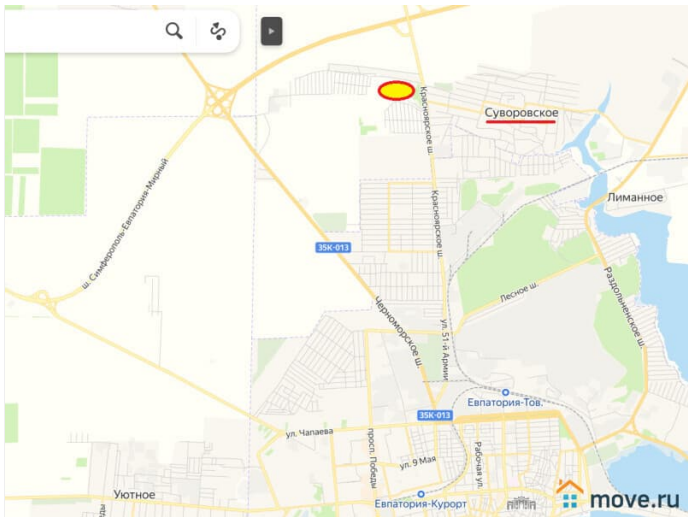 Красноярское ш.
Суворовское
ш. Симферополь-Евпатория-Мирный
Красноярское ш.
Лиманное
35К-013
Раздольненское ш.
Лесное ш.
Черноморское ш.
ул. 51-й Армии
Евпатория-Тов.
35К-013
ул. Чапаева
просп. Победы
ул. 9 Мая
Рабочая ул.
Уютное
Евпатория-Курорт
move.ru